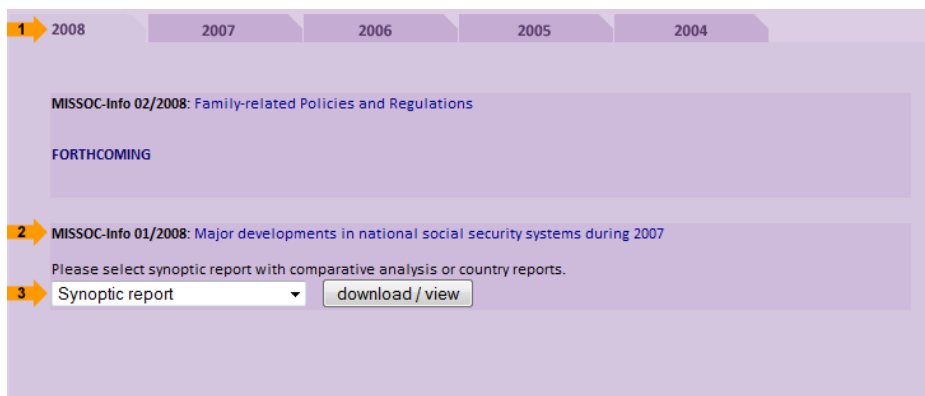 1 2008 2007 2006 2005 2004
MISSOC-Info 02/2008: Family-related Policies and Regulations
FORTHCOMING
2 MISSOC-Info 01/2008: Major developments in national social security systems during 2007
Please select synoptic report with comparative analysis or country reports.
3 Synoptic report download / view